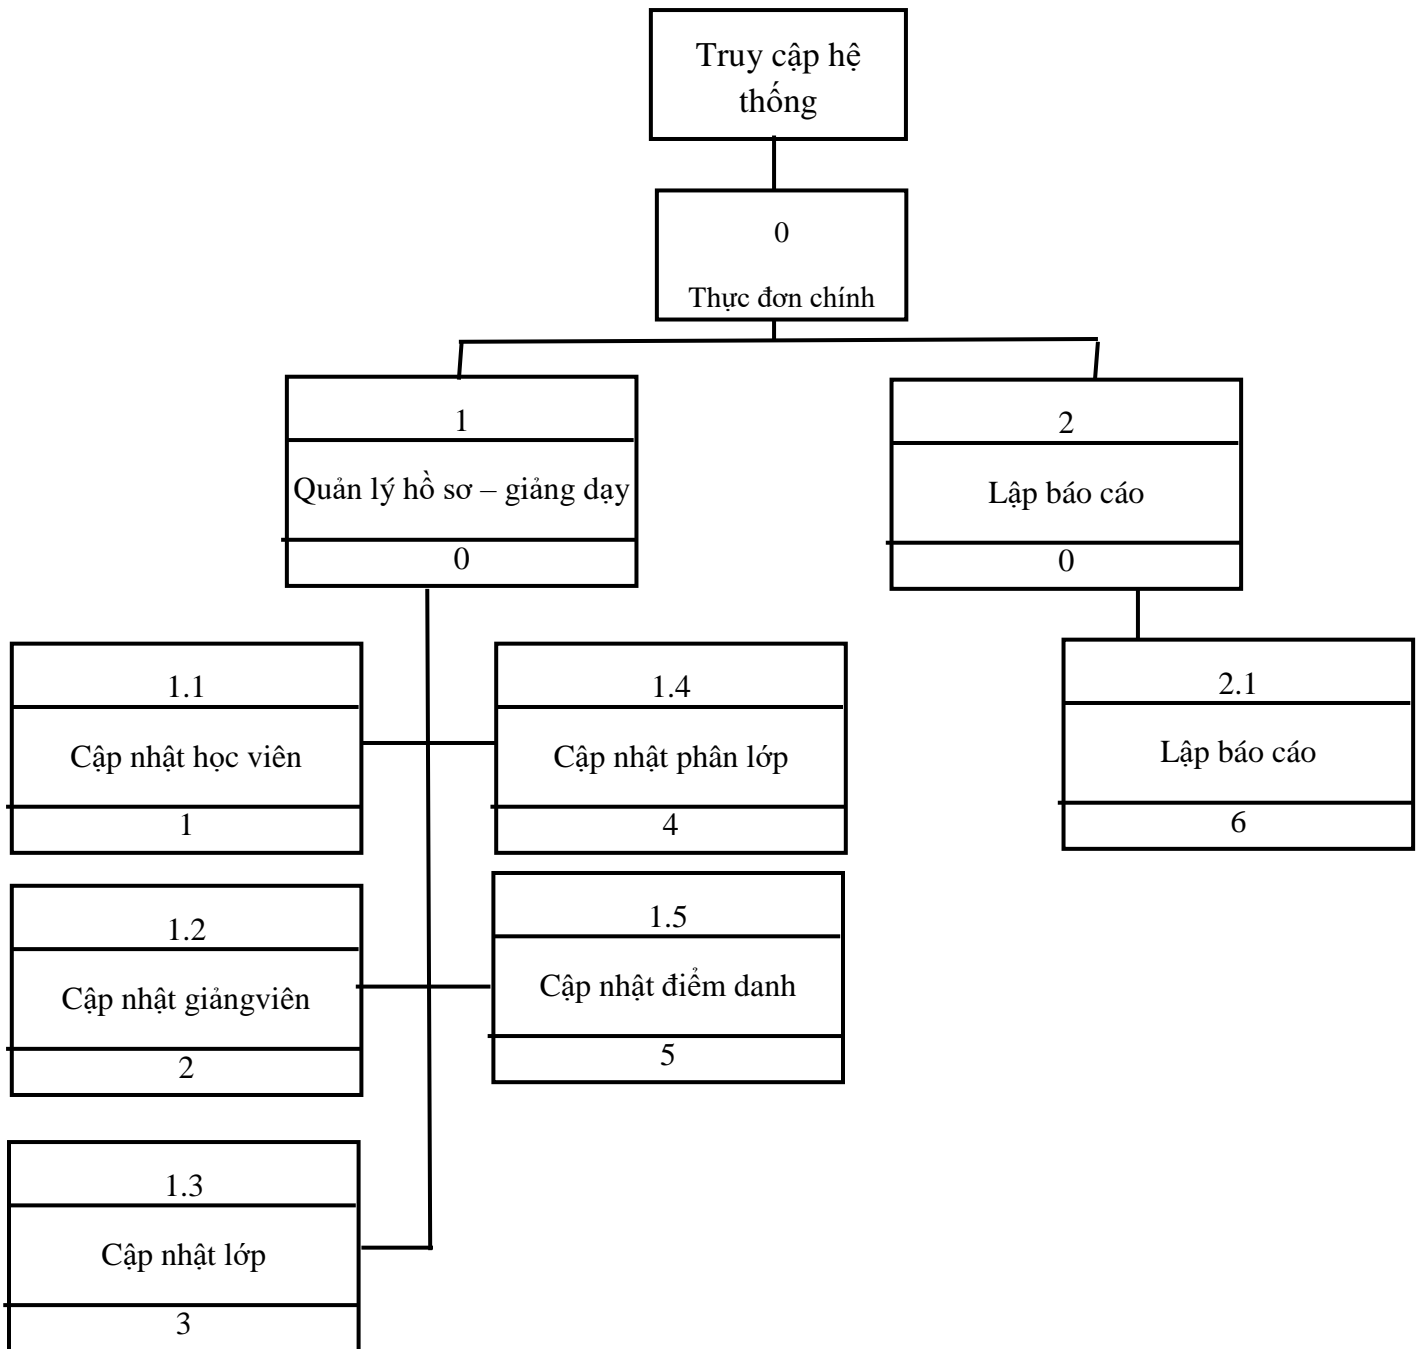 Truy cập hệ
thống
0
Thực đơn chính
1
Quản lý hồ sơ – giảng dạy
0
2
Lập báo cáo
0
1.1
Cập nhật học viên
1
1.4
Cập nhật phân lớp
4
2.1
Lập báo cáo
6
1.2
Cập nhật giảngviên
2
1.5
Cập nhật điểm danh
5
1.3
Cập nhật lớp
3